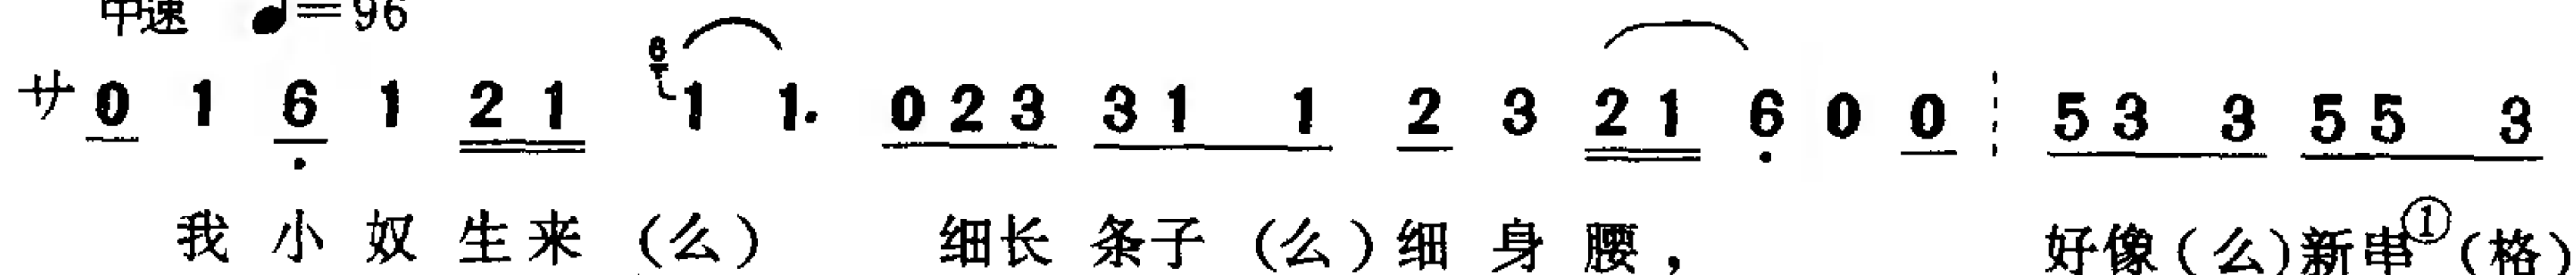 中速 ♩=96
サ 0 1 6 1 2 1 6 1 1. 0 2 3 3 1 1 2 3 2 1 6 0 0 5 3 3 5 5 3
我 小 奴 生 来 (么) 细长 条子 (么) 细 身 腰， 好像 (么) 新串① (格)